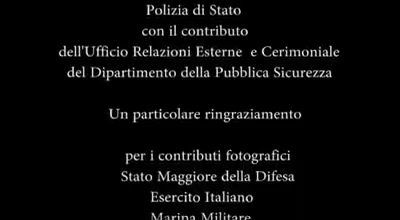 Polizia di Stato
con il contributo
dell'Ufficio Relazioni Esterne e Cerimoniale
del Dipartimento della Pubblica Sicurezza
Un particolare ringraziamento
per i contributi fotografici
Stato Maggiore della Difesa
Esercito Italiano
Marina Militare